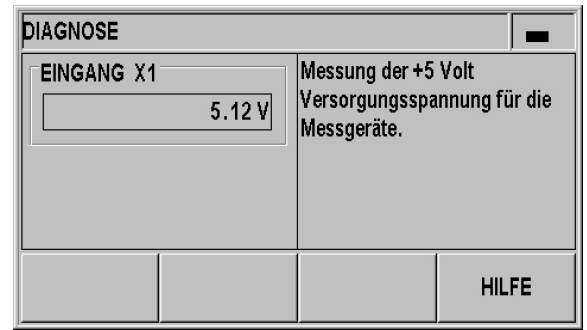 DIAGNOSE
EINGANG X1
5.12 V
Messung der +5 Volt
Versorgungsspannung für die
Messgeräte.
HILFE